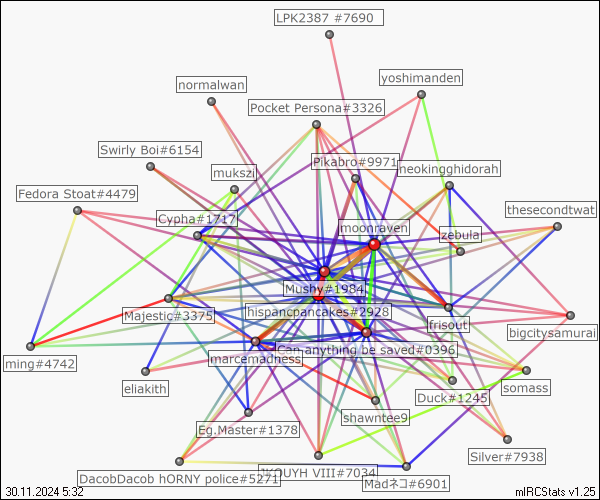 LPK2387 #7690
yoshimanden
normalwan
Pocket Persona#3326
Swirly Boi#6154
Pikabro#9971
neokingghidorah
mukszi
Fedora Stoat#4479
thesecondtwat
Cypha#1717
moonraven
zebula
Mushy#1984
Majestic#3375
hispancpancakes#2928
frisout
bigcitysamurai
Can anything be saved#0396
marcemadness
ming#4742
eliakith
somass
Duck#1245
shawntee9
Eg.Master#1378
Silver#7938
DacobDacob hORNY police#5271
OUYH VIII#7034
Madネコ#6901
30.11.2024 5:32
mIRCStats v1.25